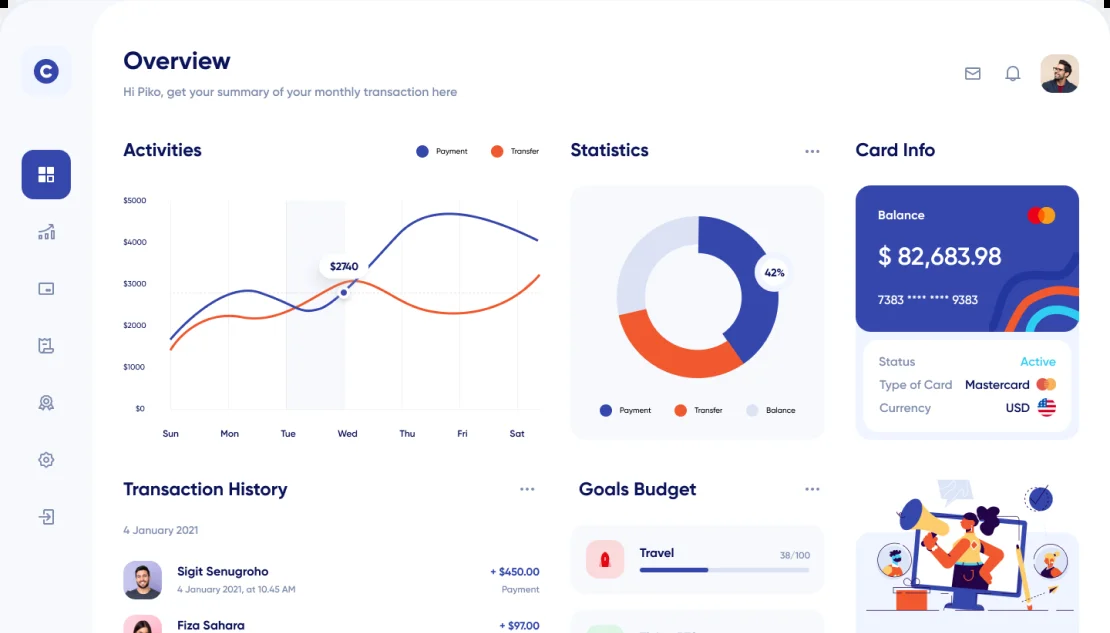 Overview
Hi Piko, get your summary of your monthly transaction here
C
Activities
Payment
Transfer
$5000
$4000
$3000
$2000
$1000
$0
$2740
Sun
Mon
Tue
Wed
Thu
Fri
Sat
Statistics
42%
Payment
Transfer
Balance
Card Info
Balance
$ 82,683.98
7383 **** **** 9383
Status
Active
Type of Card
Mastercard
Currency
USD
Transaction History
4 January 2021
Sigit Senugroho
+ $450.00
4 January 2021, at 10.45 AM
Payment
Fiza Sahara
+ $97.00
Goals Budget
Travel
38/100